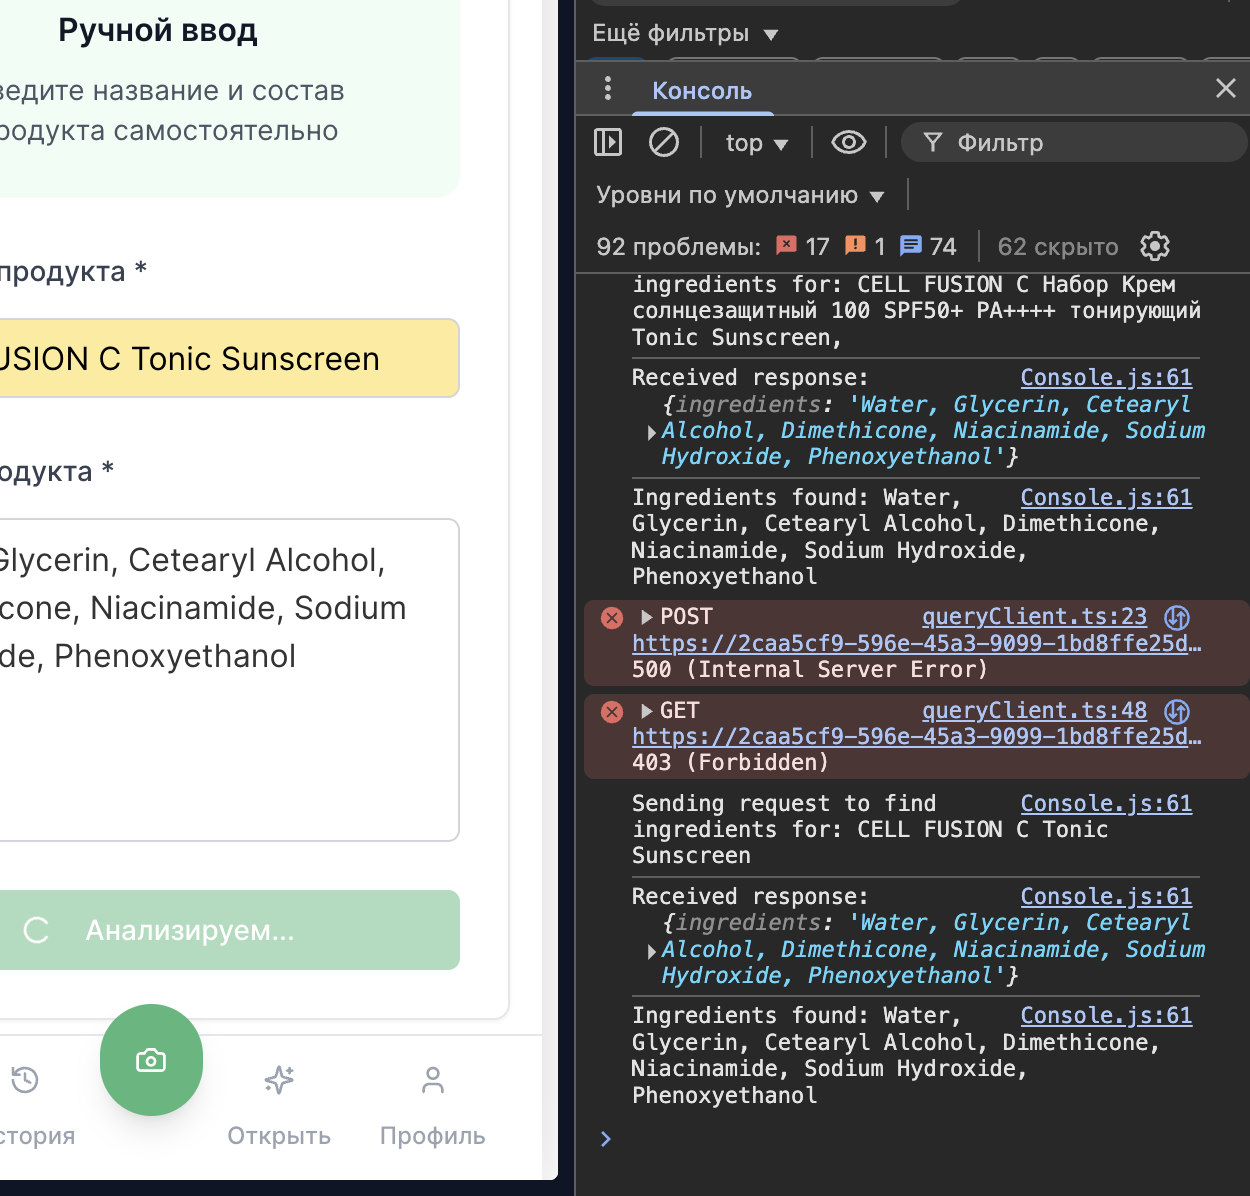 Ручной ввод
ведите название и состав
родукта самостоятельно
продукта *
USION C Tonic Sunscreen
одукта *
Glycerin, Cetearyl Alcohol,
cone, Niacinamide, Sodium
de, Phenoxyethanol
Анализируем...
стория
Открыть
Профиль
Ещё фильтры
Консоль
top
Фильтр
Уровни по умолчанию
92 проблемы: 17 1 74 62 скрыто
ingredients for: CELL FUSION C Набор Крем
солнцезащитный 100 SPF50+ PA++++ тонирующий
Tonic Sunscreen,
Received response: Console.js:61
{ingredients: 'Water, Glycerin, Cetearyl
Alcohol, Dimethicone, Niacinamide, Sodium
Hydroxide, Phenoxyethanol'}
Ingredients found: Water, Console.js:61
Glycerin, Cetearyl Alcohol, Dimethicone,
Niacinamide, Sodium Hydroxide,
Phenoxyethanol
POST queryClient.ts:23
https://2caa5cf9-596e-45a3-9099-1bd8ffe25d…
500 (Internal Server Error)
GET queryClient.ts:48
https://2caa5cf9-596e-45a3-9099-1bd8ffe25d…
403 (Forbidden)
Sending request to find Console.js:61
ingredients for: CELL FUSION C Tonic
Sunscreen
Received response: Console.js:61
{ingredients: 'Water, Glycerin, Cetearyl
Alcohol, Dimethicone, Niacinamide, Sodium
Hydroxide, Phenoxyethanol'}
Ingredients found: Water, Console.js:61
Glycerin, Cetearyl Alcohol, Dimethicone,
Niacinamide, Sodium Hydroxide,
Phenoxyethanol